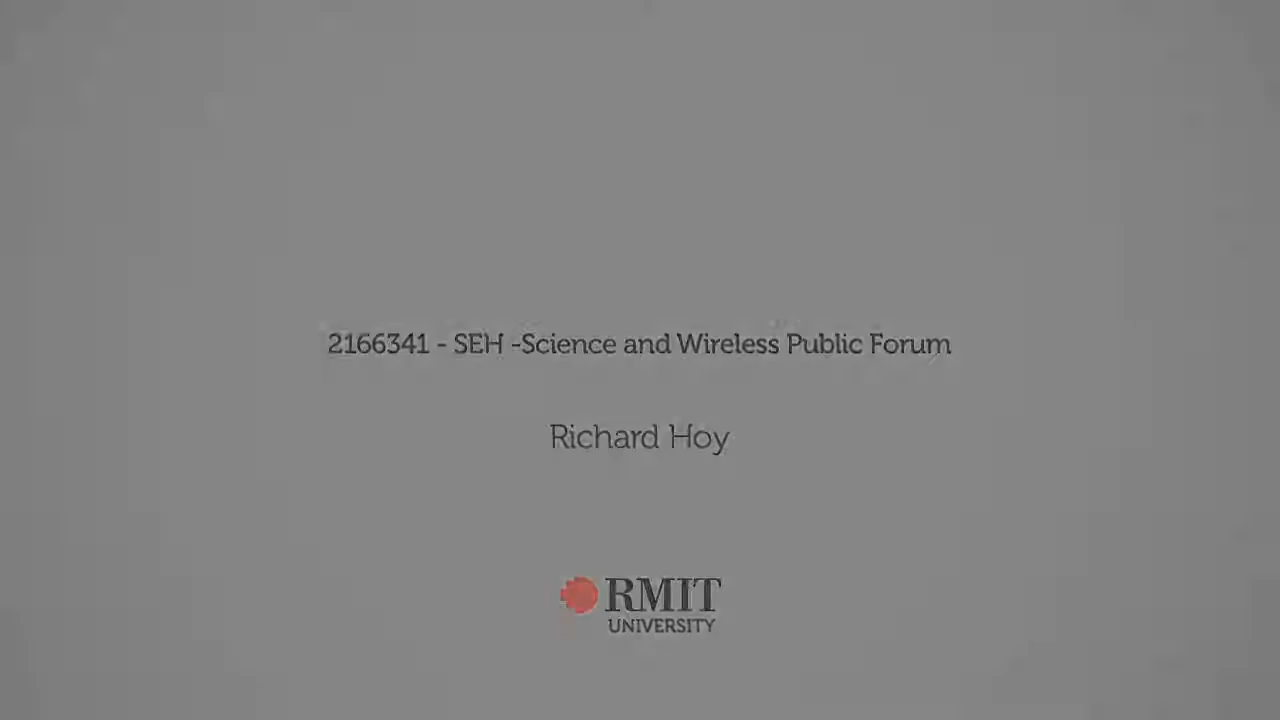 2166341 - SEH -Science and Wireless Public Forum
Richard Hoy
RMIT
UNIVERSITY